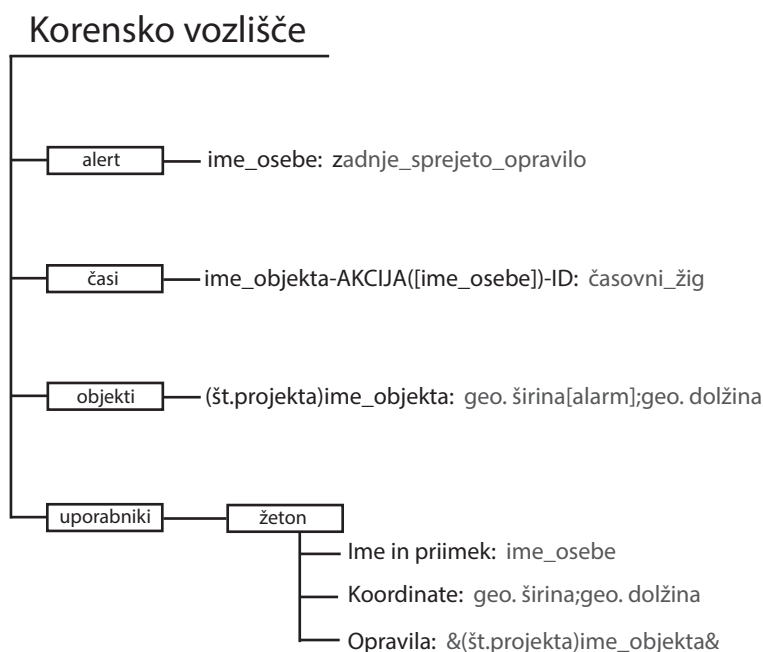 Korensko vozlišče
alert ime_osebe: zadnje_sprejeto_opravilo
časi ime_objekta-AKCIJA([ime_osebe])-ID: časovni_žig
objekti (št.projekta)ime_objekta: geo. širina[alarm];geo. dolžina
uporabniki žeton
Ime in priimek: ime_osebe
Koordinate: geo. širina;geo. dolžina
Opravila: &(št.projekta)ime_objekta&